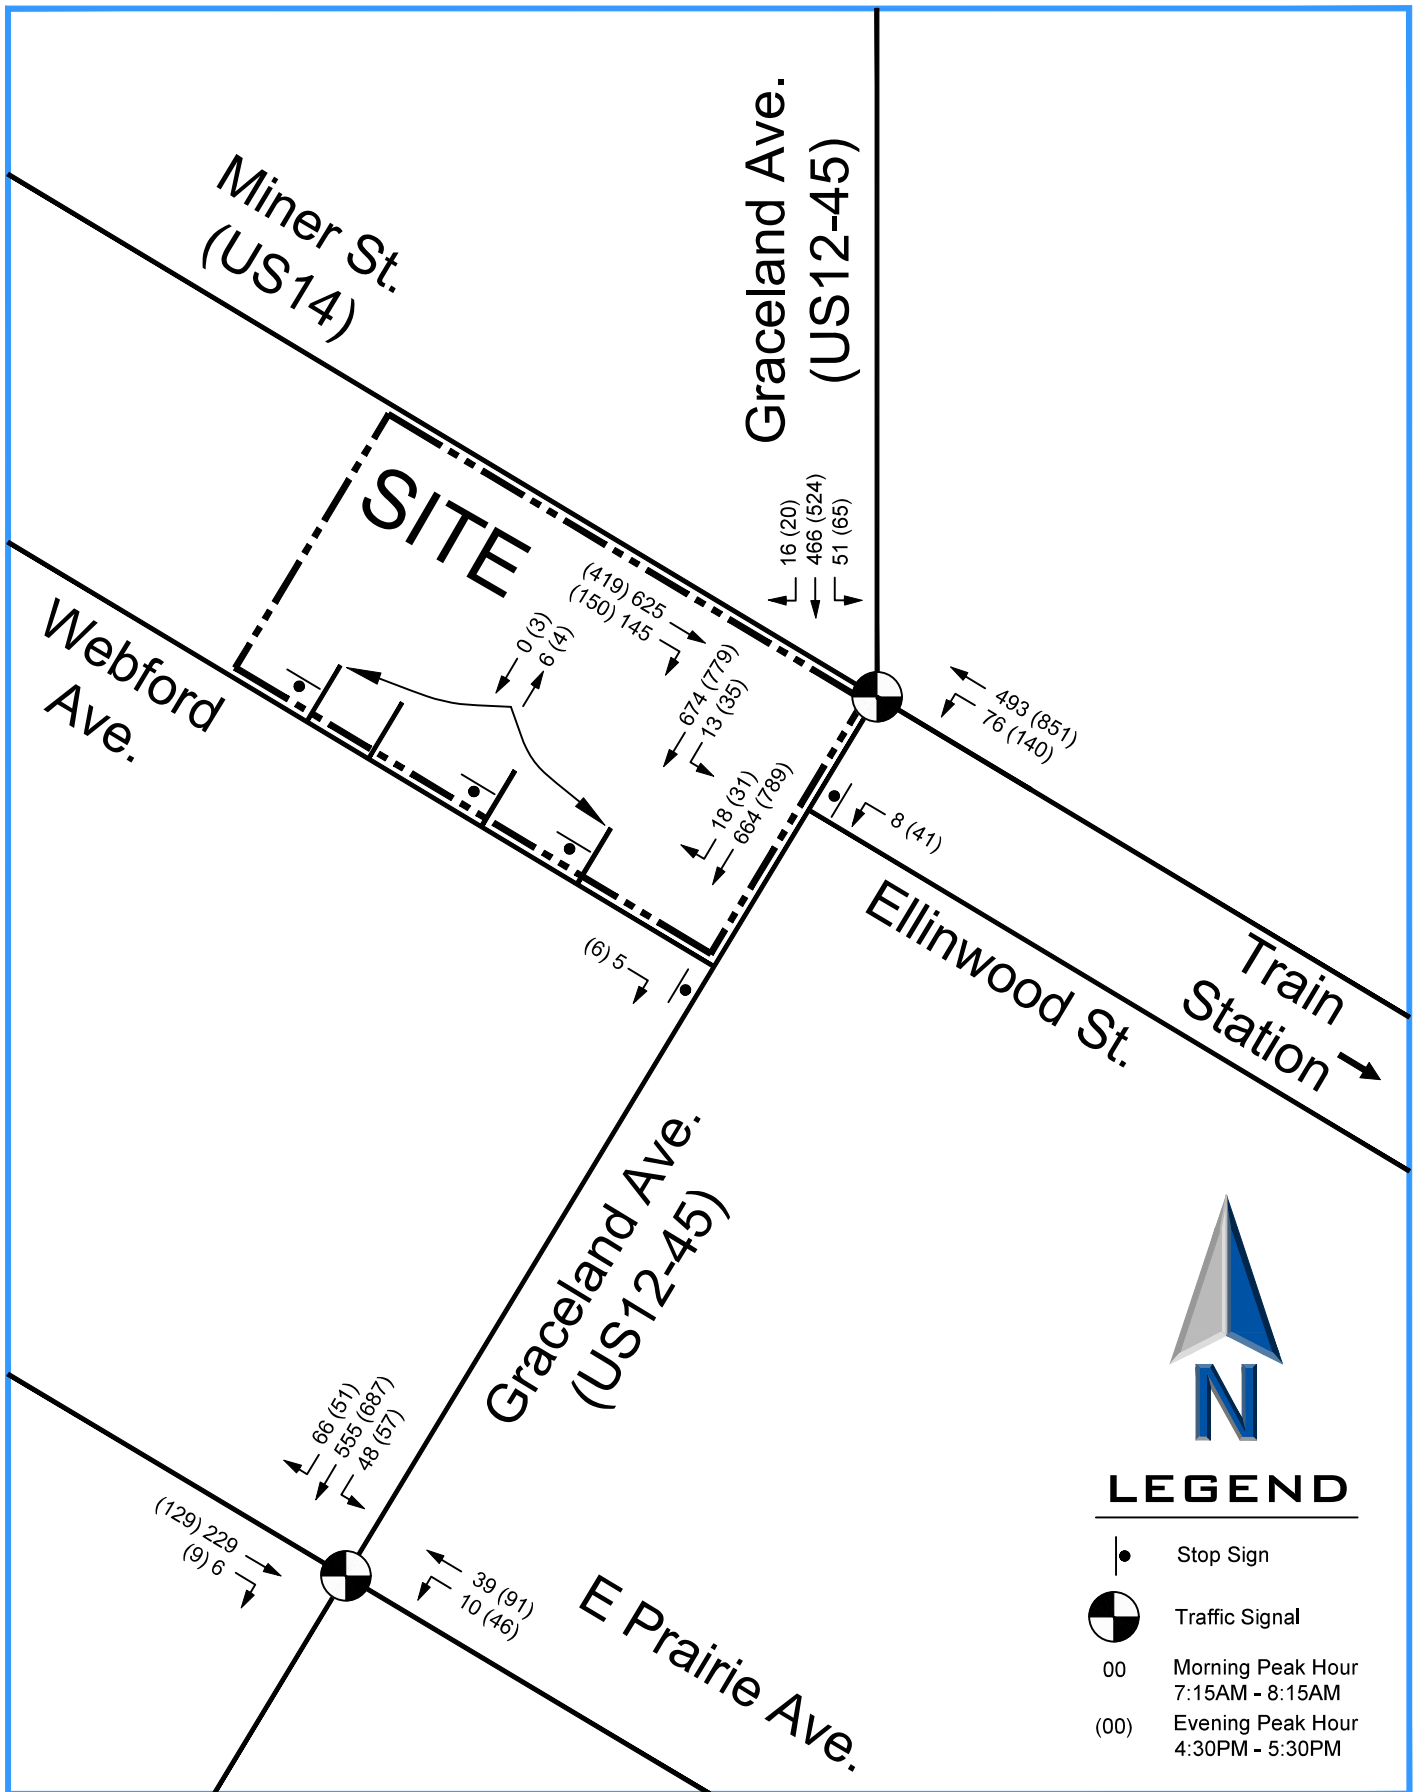 Graceland Ave.
(US12-45)
Miner St.
(US14)
SITE
16 (20)
466 (524)
51 (65)
(419) 625
(150) 145
0 (3)
6 (4)
Webford
Ave.
674 (779)
13 (35)
493 (851)
76 (140)
18 (31)
664 (789)
8 (41)
Ellinwood St.
Train
Station
(6) 5
Graceland Ave.
(US12-45)
66 (51)
555 (687)
48 (57)
(129) 229
(9) 6
39 (91)
10 (46)
E Prairie Ave.
N
LEGEND
Stop Sign
Traffic Signal
00 Morning Peak Hour
7:15AM - 8:15AM
(00) Evening Peak Hour
4:30PM - 5:30PM